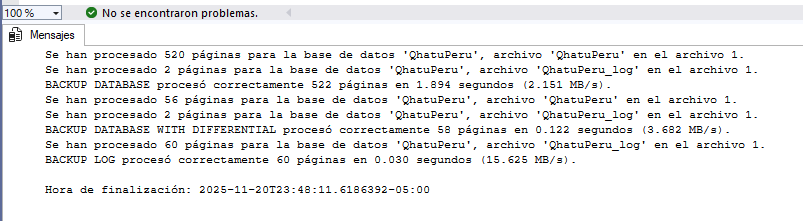 100 %
No se encontraron problemas.
Mensajes
Se han procesado 520 páginas para la base de datos 'QhatuPeru', archivo 'QhatuPeru' en el archivo 1.
Se han procesado 2 páginas para la base de datos 'QhatuPeru', archivo 'QhatuPeru_log' en el archivo 1.
BACKUP DATABASE procesó correctamente 522 páginas en 1.894 segundos (2.151 MB/s).
Se han procesado 56 páginas para la base de datos 'QhatuPeru', archivo 'QhatuPeru' en el archivo 1.
Se han procesado 2 páginas para la base de datos 'QhatuPeru', archivo 'QhatuPeru_log' en el archivo 1.
BACKUP DATABASE WITH DIFFERENTIAL procesó correctamente 58 páginas en 0.122 segundos (3.682 MB/s).
Se han procesado 60 páginas para la base de datos 'QhatuPeru', archivo 'QhatuPeru_log' en el archivo 1.
BACKUP LOG procesó correctamente 60 páginas en 0.030 segundos (15.625 MB/s).
Hora de finalización: 2025-11-20T23:48:11.6186392-05:00